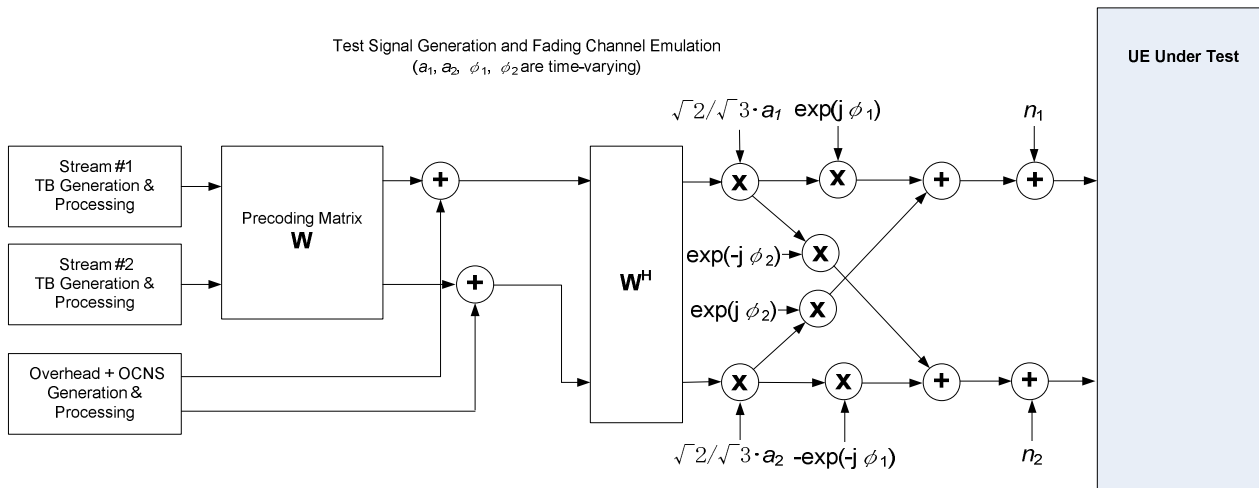 Test Signal Generation and Fading Channel Emulation
(a₁, a₂, ϕ₁, ϕ₂ are time-varying)
UE Under Test
√2/√3·a₁
exp(j ϕ₁)
n₁
Stream #1
TB Generation &
Processing
Precoding Matrix
W
+
x
x
+
+
Stream #2
TB Generation &
Processing
+
Wᴴ
exp(-j ϕ₂)
x
exp(j ϕ₂)
x
Overhead + OCNS
Generation &
Processing
x
x
+
+
√2/√3·a₂
-exp(-j ϕ₁)
n₂